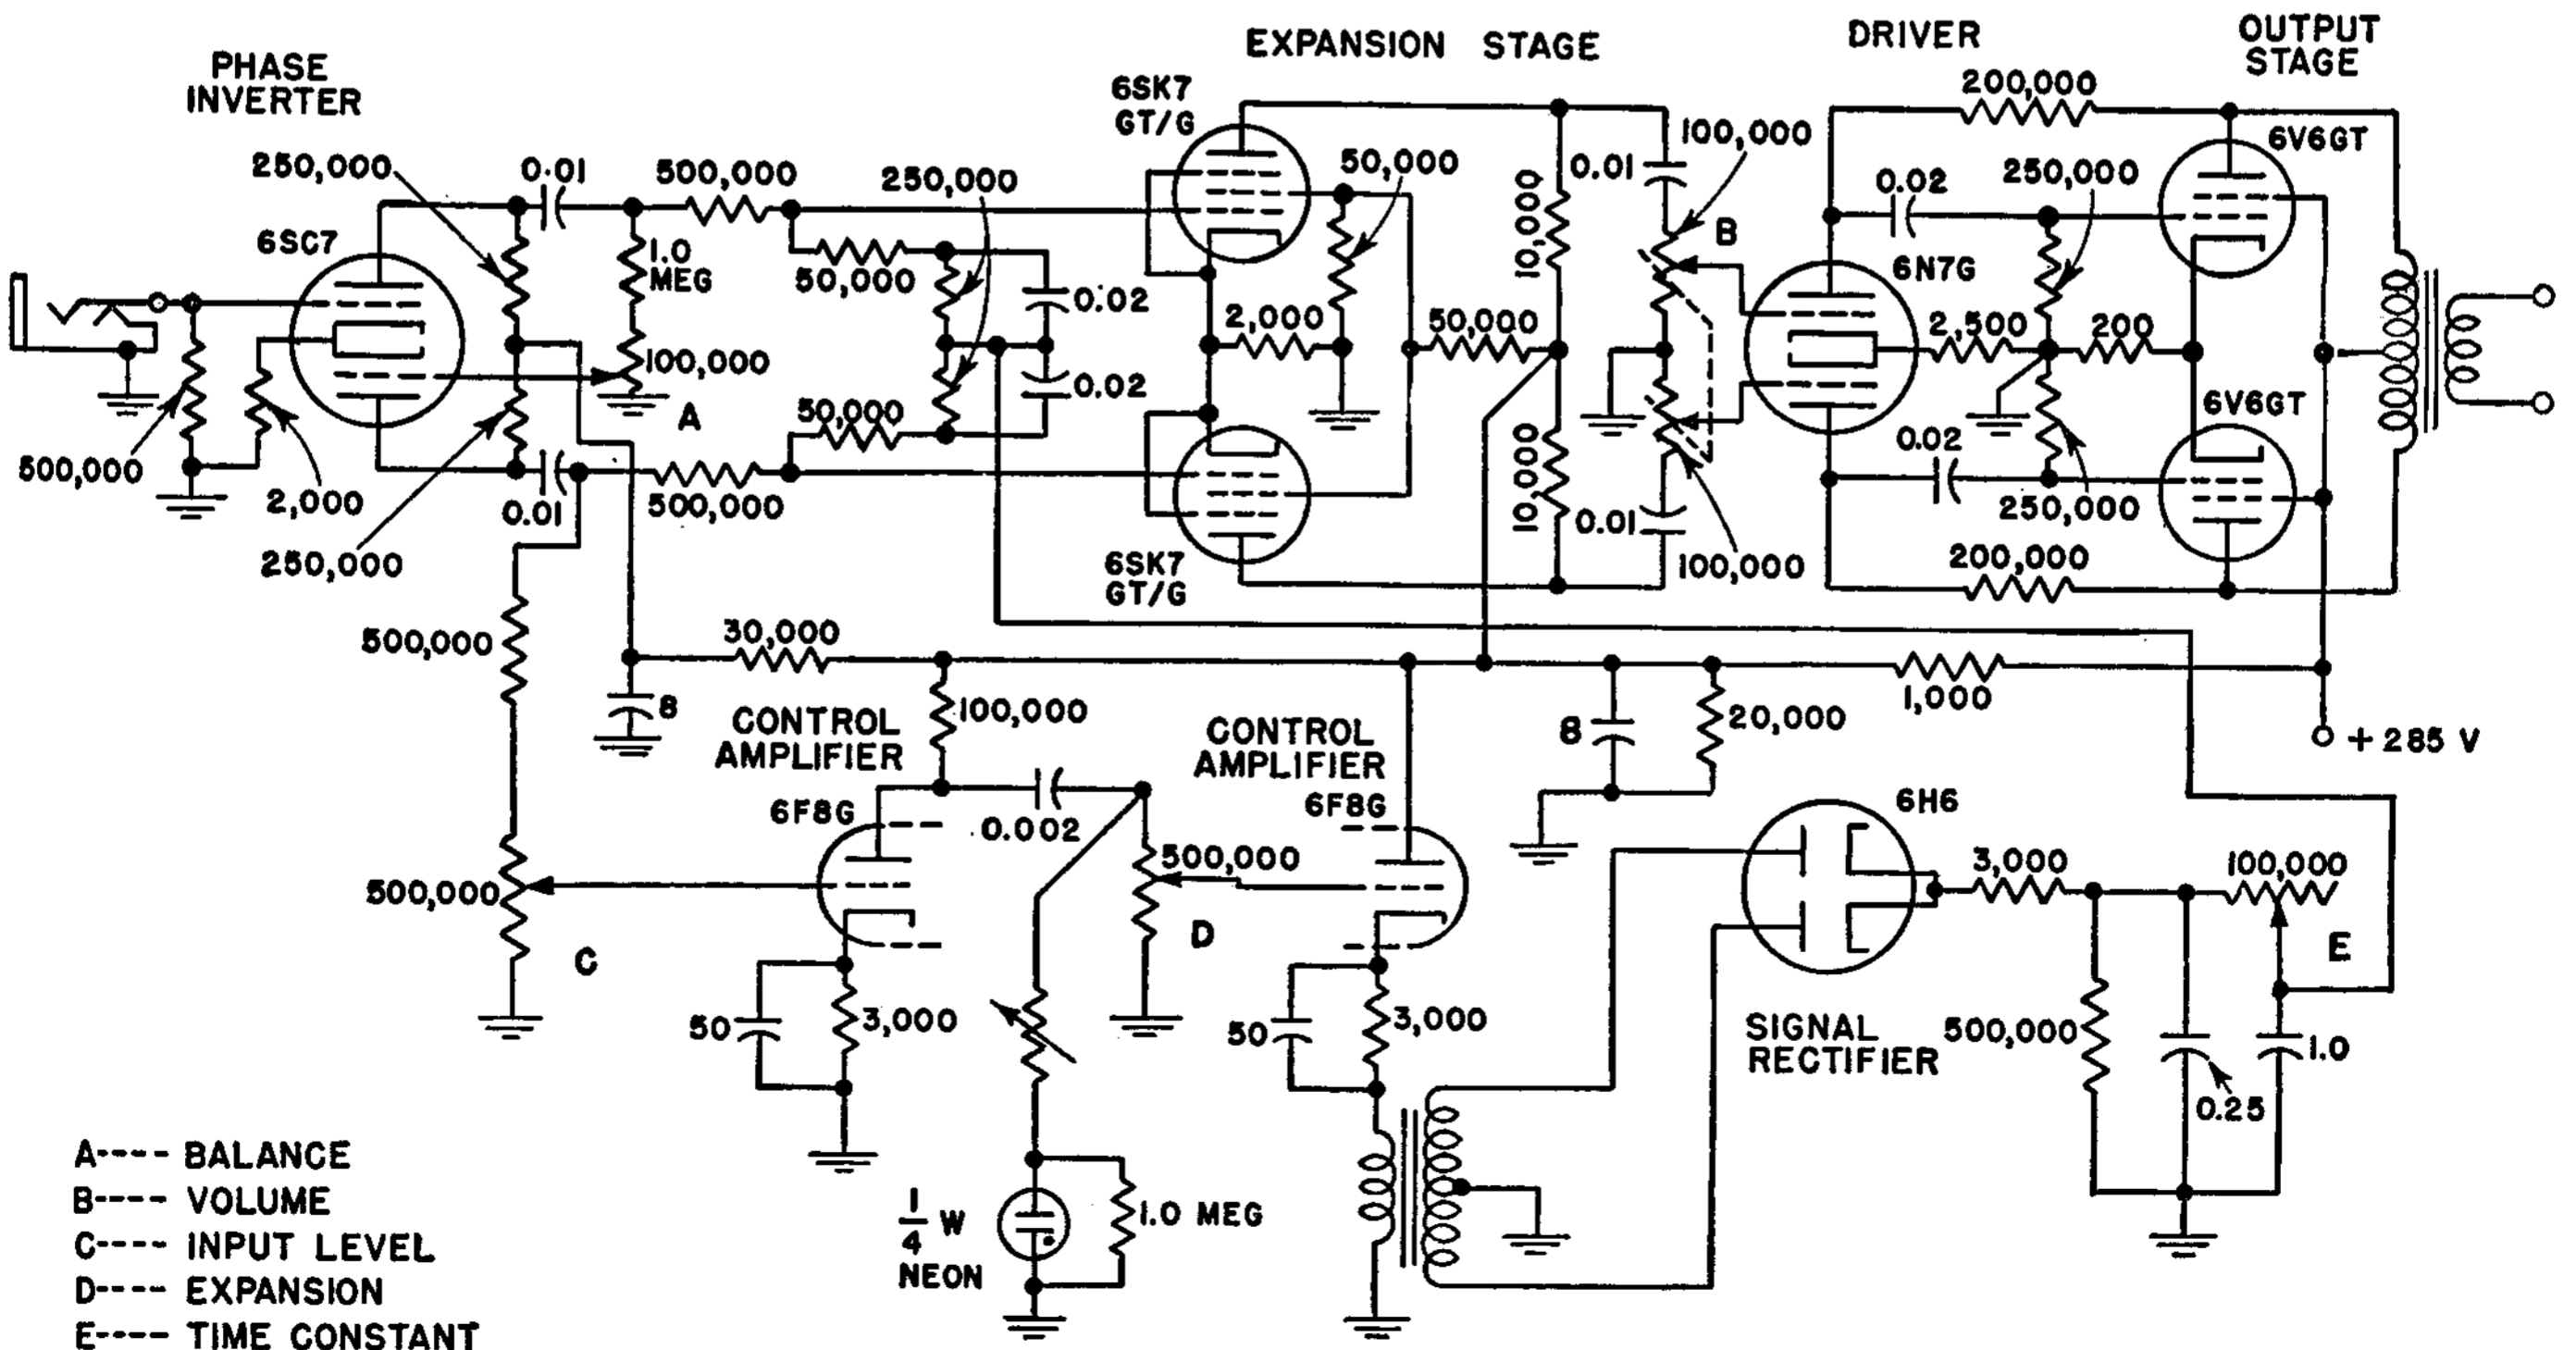 PHASE
INVERTER
EXPANSION STAGE
DRIVER
OUTPUT
STAGE
6SK7
GT/G
200,000
6V6GT
250,000
0.01
500,000
250,000
50,000
0.01
100,000
B
0.02
250,000
6SC7
1.0
MEG
50,000
0.02
10,000
6N7G
2,000
50,000
2,500
200
100,000
A
0.02
50,000
6V6GT
500,000
2,000
0.01
500,000
10,000
0.01
0.02
250,000
250,000
6SK7
GT/G
100,000
200,000
500,000
30,000
8
CONTROL
AMPLIFIER
100,000
CONTROL
AMPLIFIER
8
20,000
1,000
+ 285 V
6F8G
0.002
6F8G
6H6
500,000
500,000
3,000
100,000
C
D
E
50
3,000
50
3,000
SIGNAL
RECTIFIER
500,000
1.0
0.25
1/4 W
NEON
1.0 MEG
A---- BALANCE
B---- VOLUME
C---- INPUT LEVEL
D---- EXPANSION
E---- TIME CONSTANT